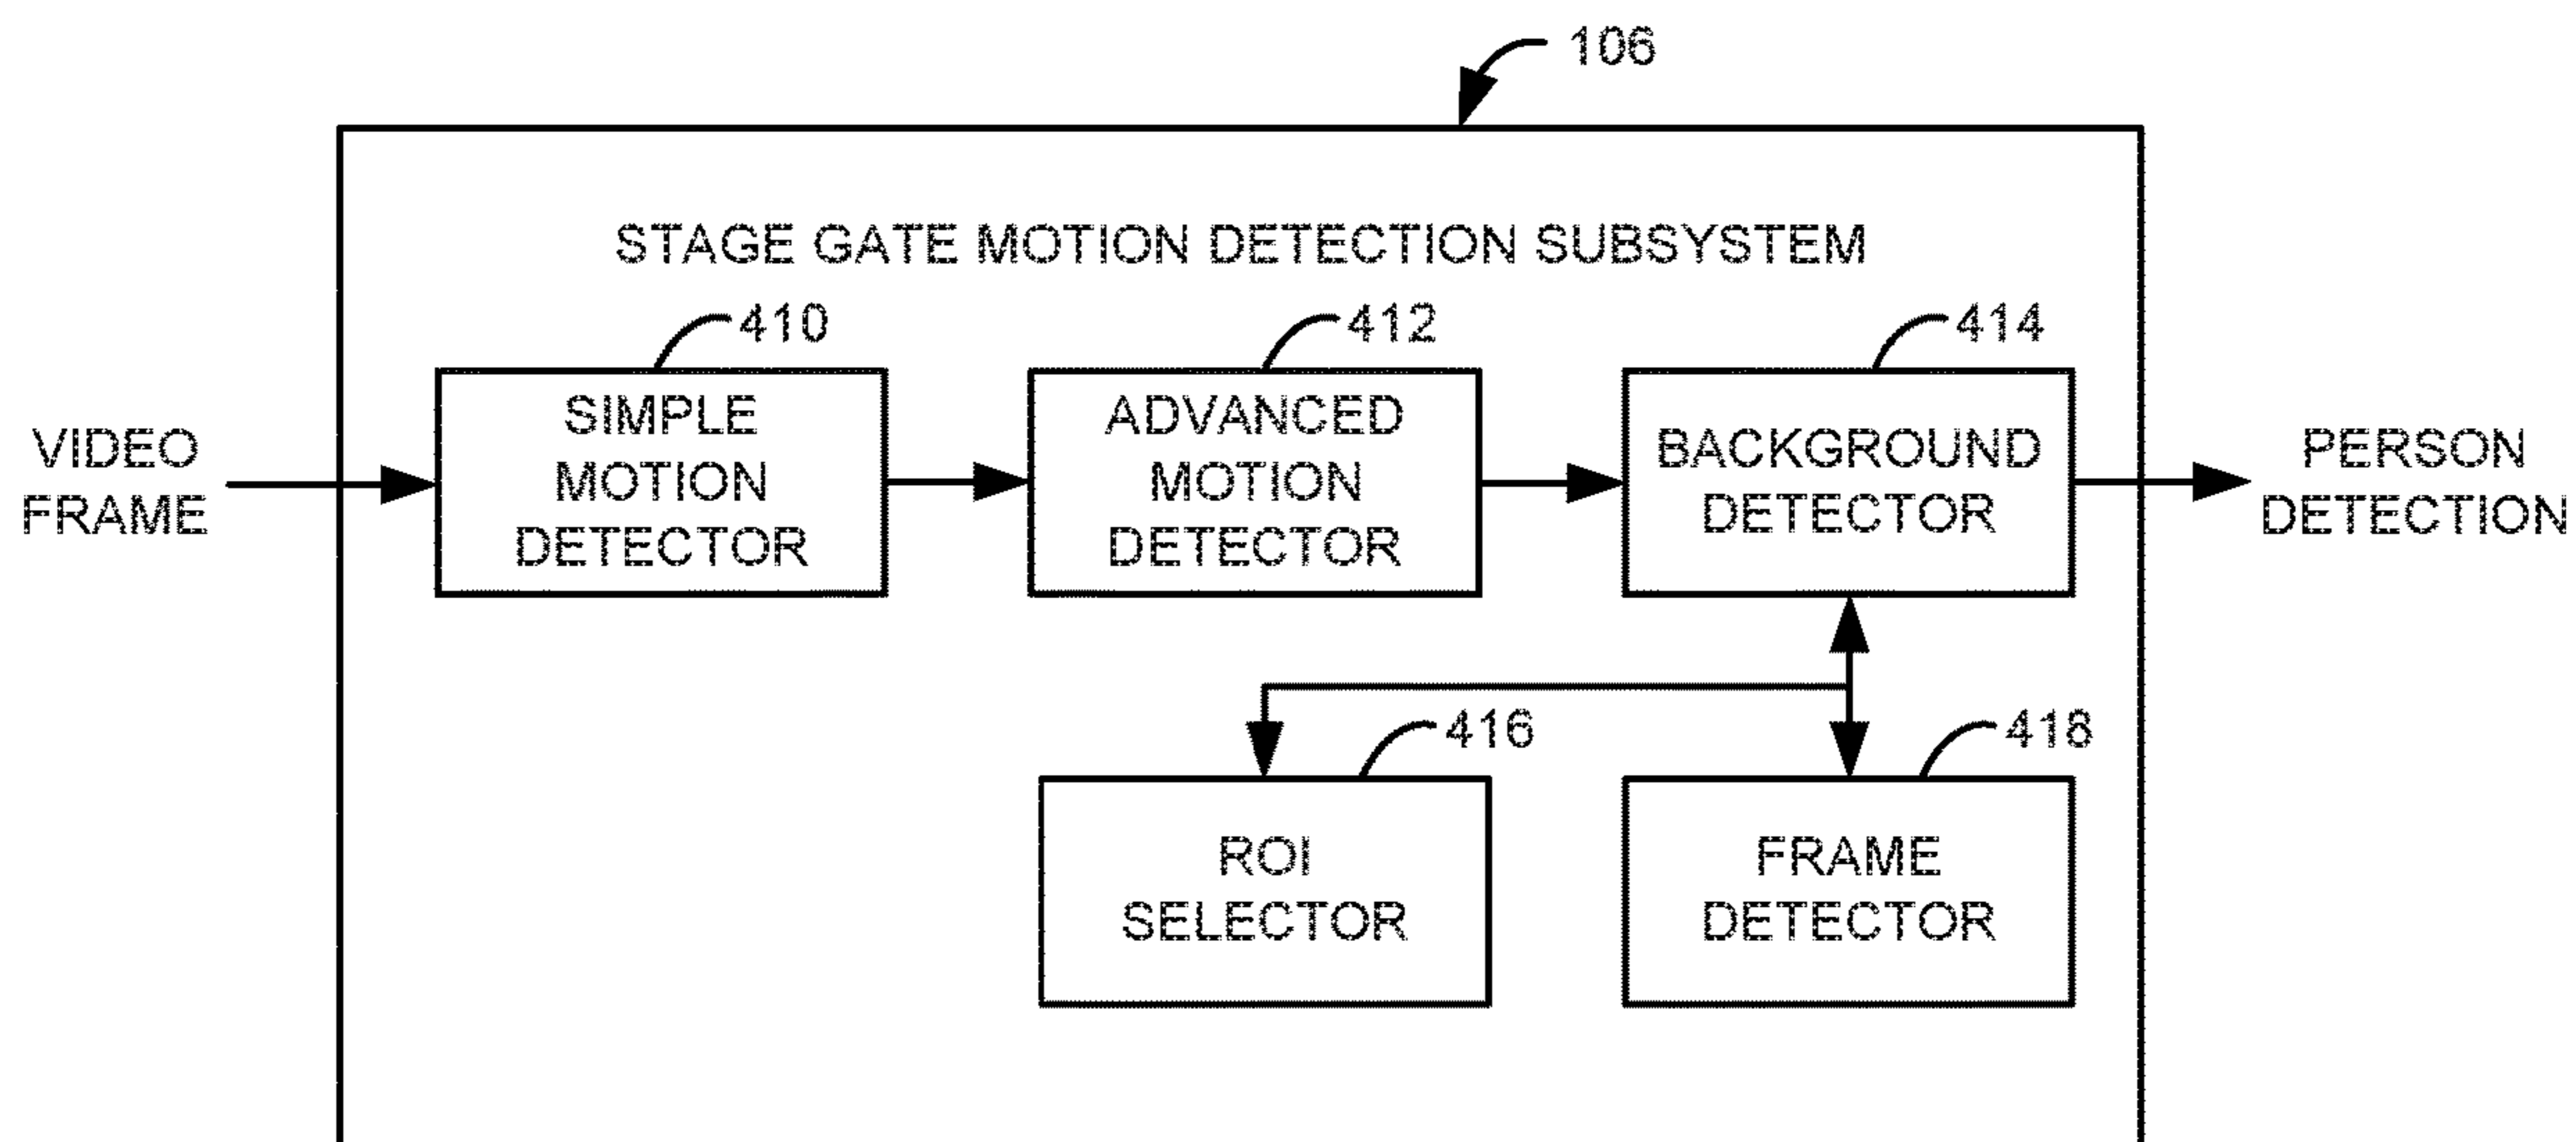 106
STAGE GATE MOTION DETECTION SUBSYSTEM
410
412
414
VIDEO
FRAME
SIMPLE
MOTION
DETECTOR
ADVANCED
MOTION
DETECTOR
BACKGROUND
DETECTOR
PERSON
DETECTION
416
418
ROI
SELECTOR
FRAME
DETECTOR